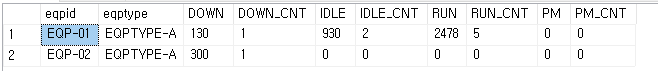 eqpid eqptype DOWN DOWN_CNT IDLE IDLE_CNT RUN RUN_CNT PM PM_CNT
1 EQP-01 EQPTYPE-A 130 1 930 2 2478 5 0 0
2 EQP-02 EQPTYPE-A 300 1 0 0 0 0 0 0